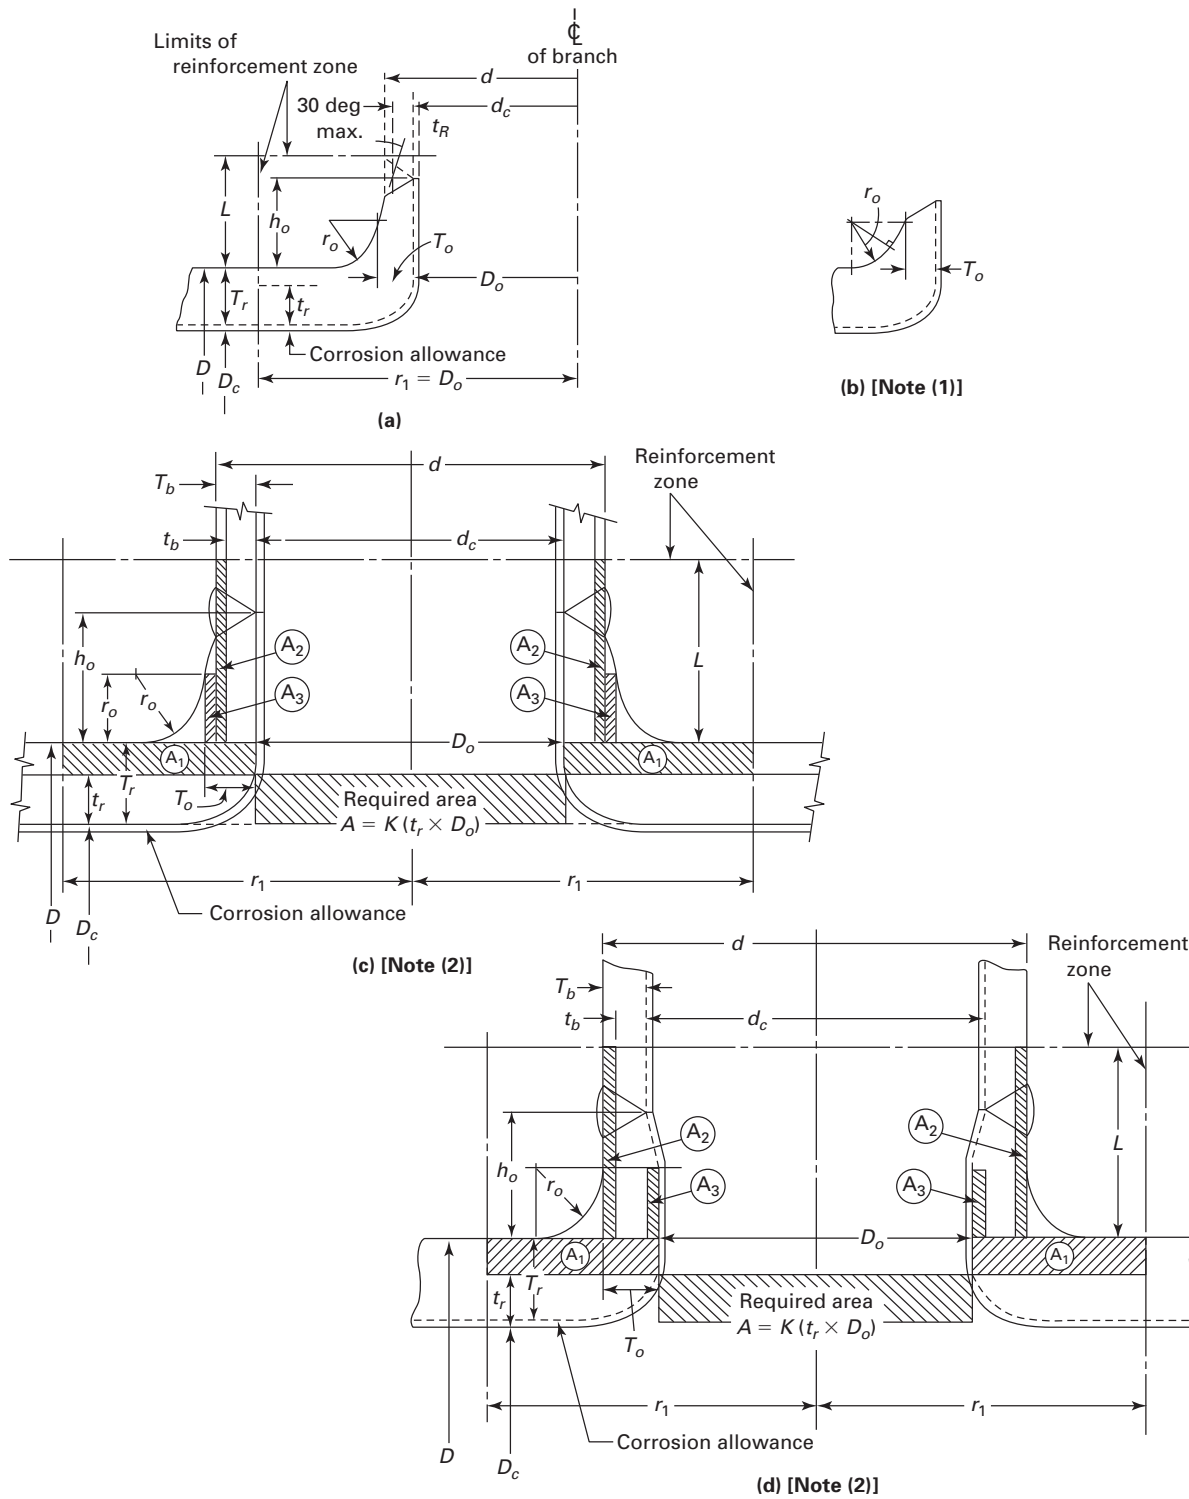 ℄
of branch
Limits of
reinforcement zone
d
30 deg
max.
d_c
t_R
L
h_o
r_o
T_o
D_o
T_r
t_r
Corrosion allowance
D
D_c
r_1 = D_o
(a)
r_o
T_o
(b) [Note (1)]
Reinforcement
zone
d
T_b
t_b
d_c
A_2
A_2
h_o
L
A_3
A_3
r_o
r_o
D_o
A_1
A_1
T_r
t_r
T_o
Required area
A = K (t_r × D_o)
r_1
r_1
D
D_c
Corrosion allowance
(c) [Note (2)]
Reinforcement
zone
d
T_b
t_b
d_c
A_2
A_2
L
h_o
r_o
A_3
A_3
D_o
A_1
A_1
T_r
t_r
T_o
Required area
A = K (t_r × D_o)
r_1
r_1
D
D_c
Corrosion allowance
(d) [Note (2)]